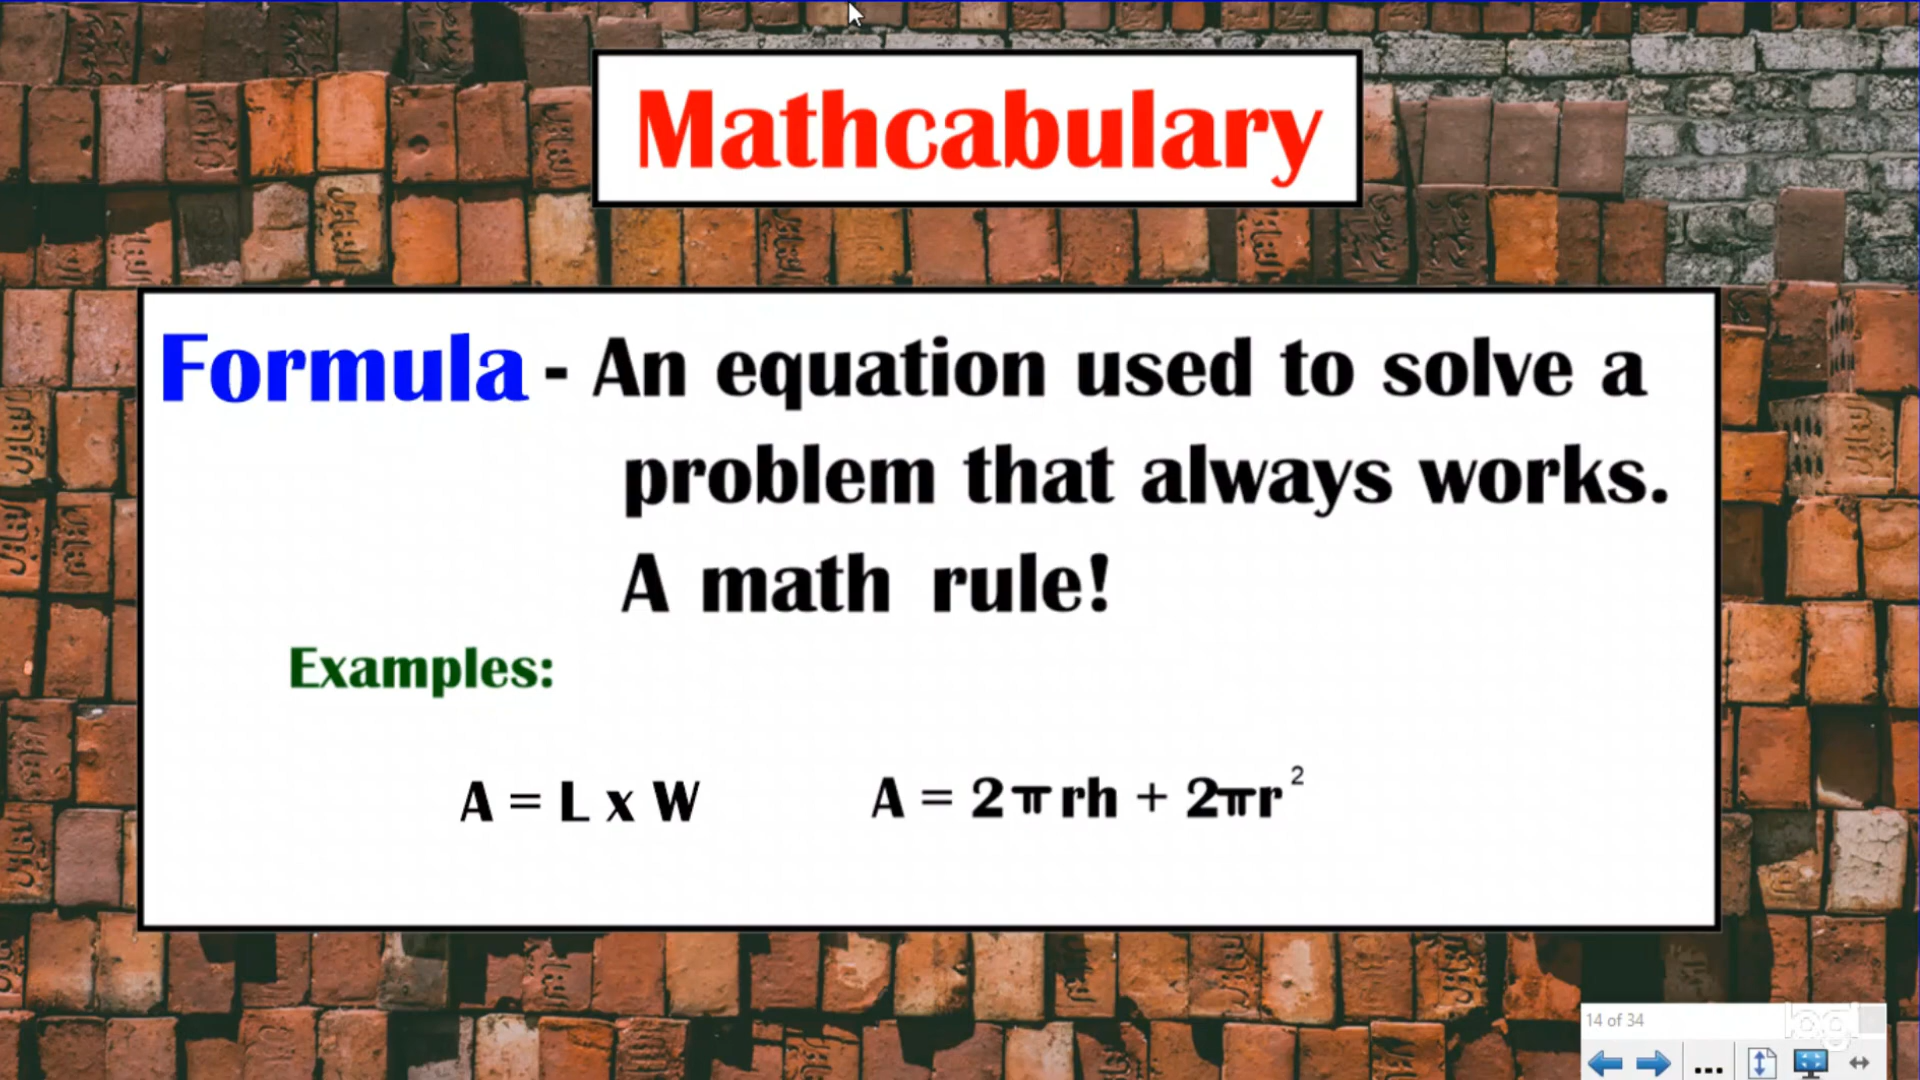 Mathcabulary
Formula - An equation used to solve a
problem that always works.
A math rule!
Examples:
A = L x W
A = 2πrh + 2πr²
14 of 34